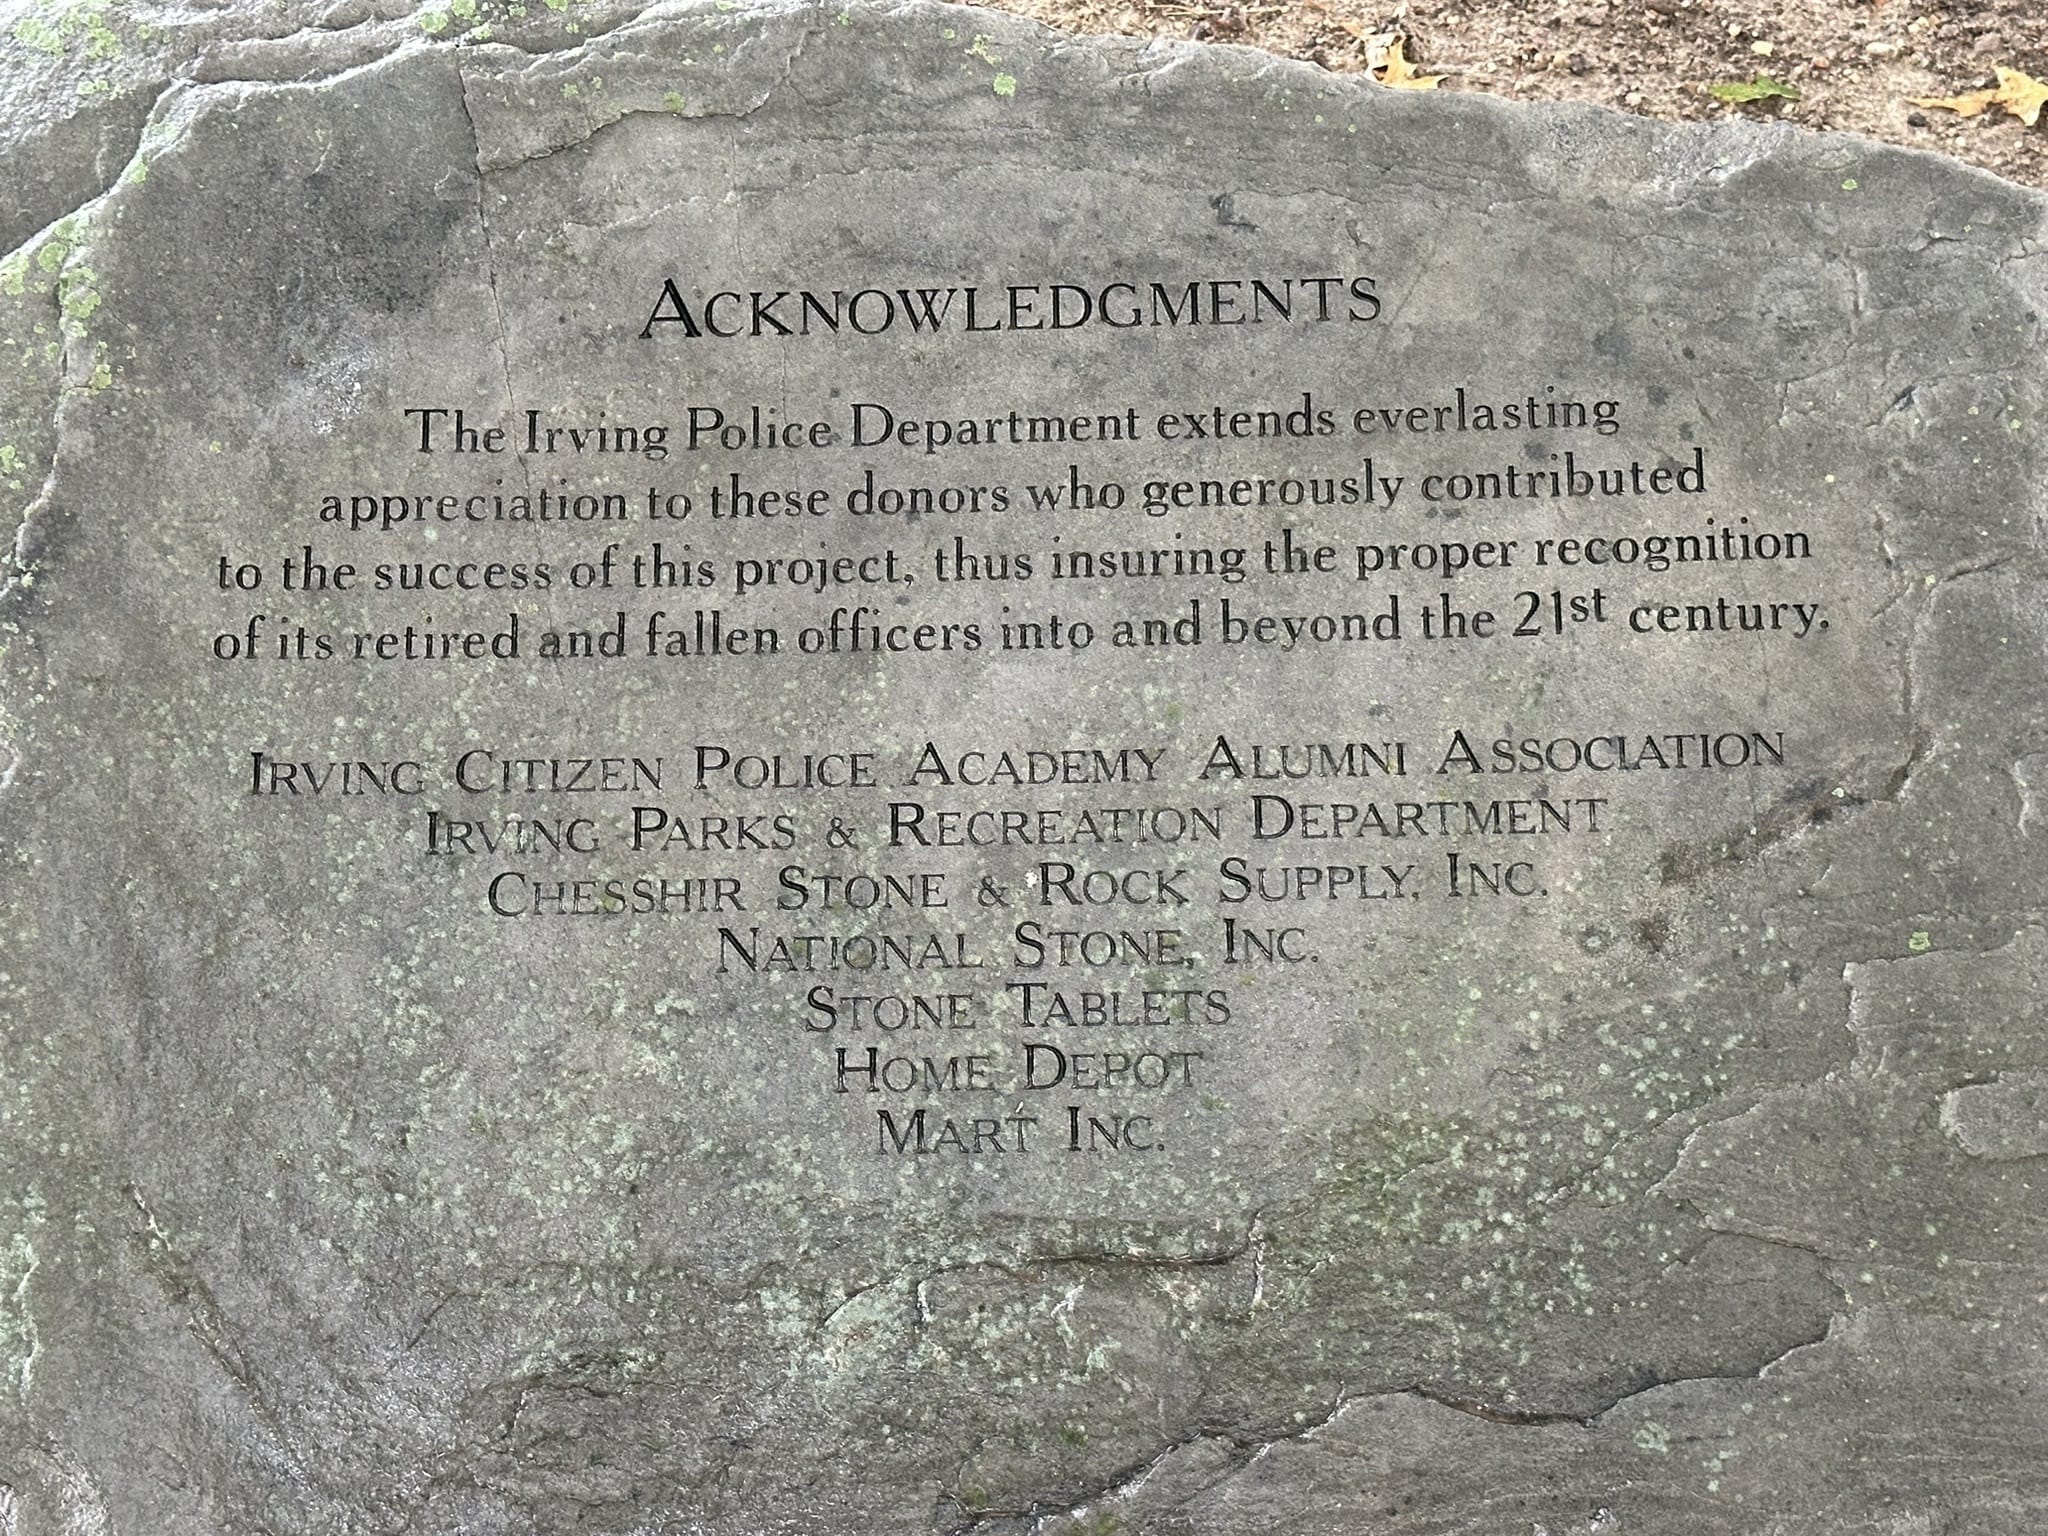 ACKNOWLEDGMENTS
The Irving Police Department extends everlasting
appreciation to these donors who generously contributed
to the success of this project, thus insuring the proper recognition
of its retired and fallen officers into and beyond the 21st century.
IRVING CITIZEN POLICE ACADEMY ALUMNI ASSOCIATION
IRVING PARKS & RECREATION DEPARTMENT
CHESSHIR STONE & ROCK SUPPLY, INC.
NATIONAL STONE, INC.
STONE TABLETS
HOME DEPOT
MART INC.